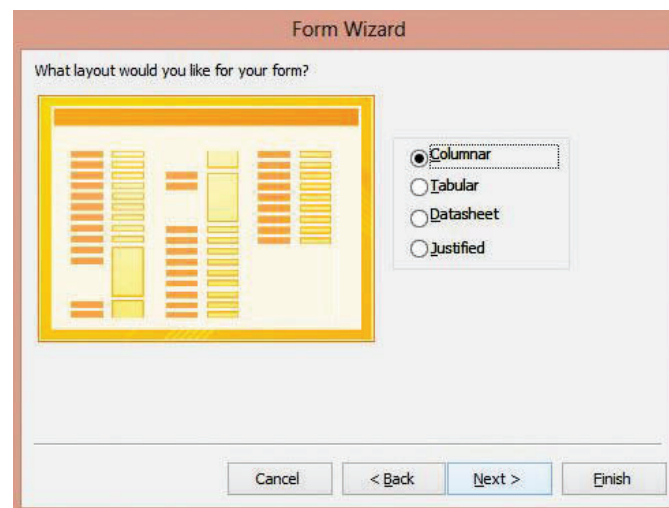 Form Wizard
What layout would you like for your form?
Columnar
Tabular
Datasheet
Justified
Cancel
< Back
Next >
Finish